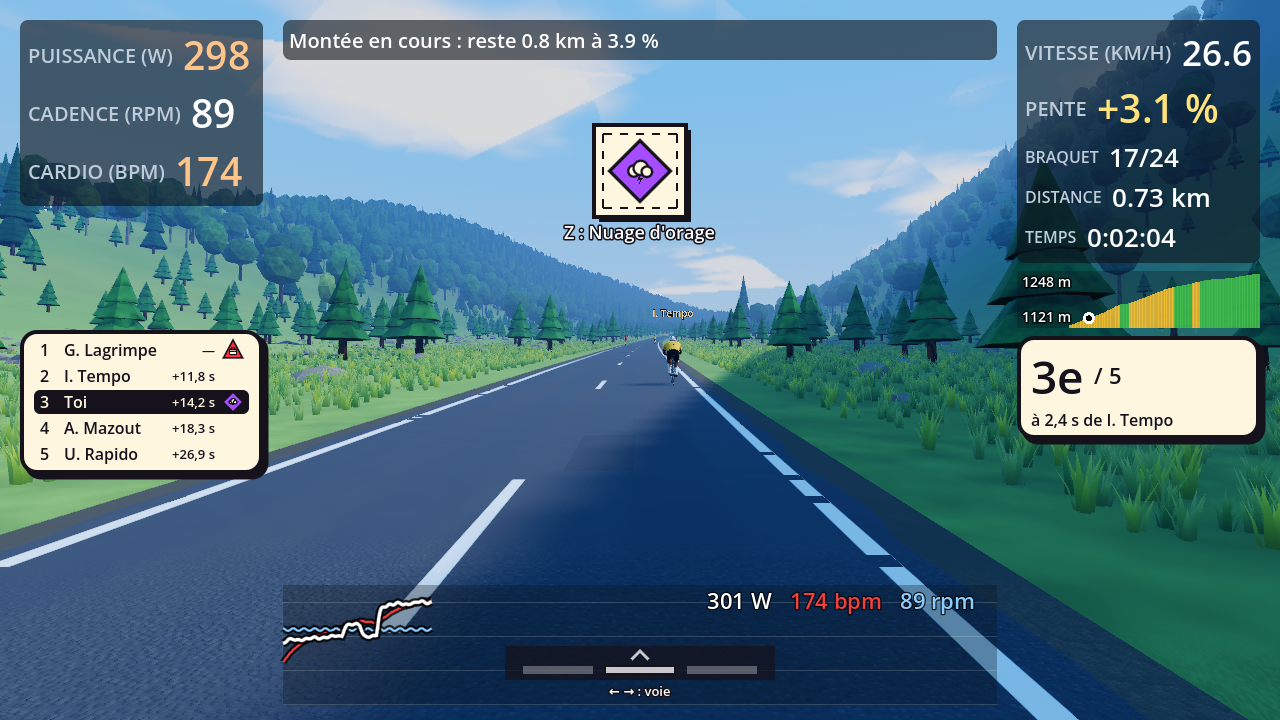 PUISSANCE (W) 298
CADENCE (RPM) 89
CARDIO (BPM) 174
Montée en cours : reste 0.8 km à 3.9 %
VITESSE (KM/H) 26.6
PENTE +3.1 %
BRAQUET 17/24
DISTANCE 0.73 km
TEMPS 0:02:04
1248 m
1121 m
Z : Nuage d'orage
I. Tempo
1 G. Lagrimpe —
2 I. Tempo +11,8 s
3 Toi +14,2 s
4 A. Mazout +18,3 s
5 U. Rapido +26,9 s
3e / 5
à 2,4 s de I. Tempo
301 W 174 bpm 89 rpm
←→ : voie